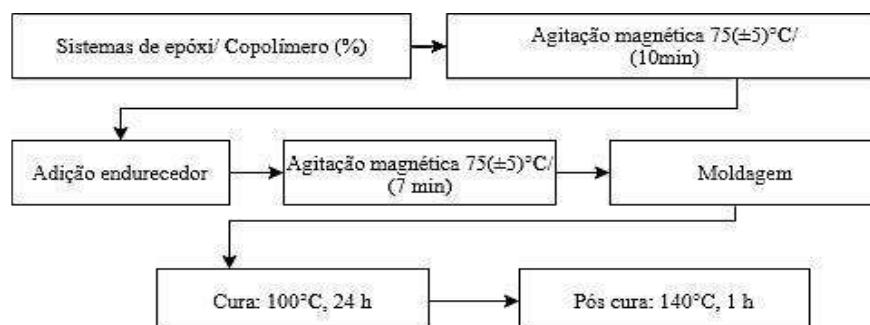 Sistemas de epóxi/ Copolímero (%)
Agitação magnética 75(±5)°C/
(10min)
Adição endurecedor
Agitação magnética 75(±5)°C/
(7 min)
Moldagem
Cura: 100°C, 24 h
Pós cura: 140°C, 1 h